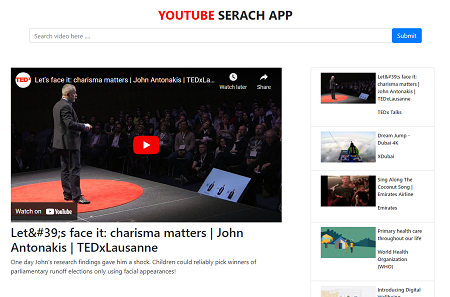 YOUTUBE SERACH APP
Search video here ....
Submit
TEDx
Let's face it: charisma matters | John Antonakis | TEDxLa...
Watch later
Share
Watch on YouTube
Let&#39;s face it: charisma matters | John
Antonakis | TEDxLausanne
One day John's research findings gave him a shock. Children could reliably pick winners of
parliamentary runoff elections only using facial appearances!
Let&#39;s face it:
charisma matters |
John Antonakis |
TEDxLausanne
TEDx Talks
Dream Jump -
Dubai 4K
XDubai
Sing Along The
Coconut Song |
Emirates Airline
Emirates
Primary health care
throughout our life
World Health
Organization
(WHO)
Introducing Digital